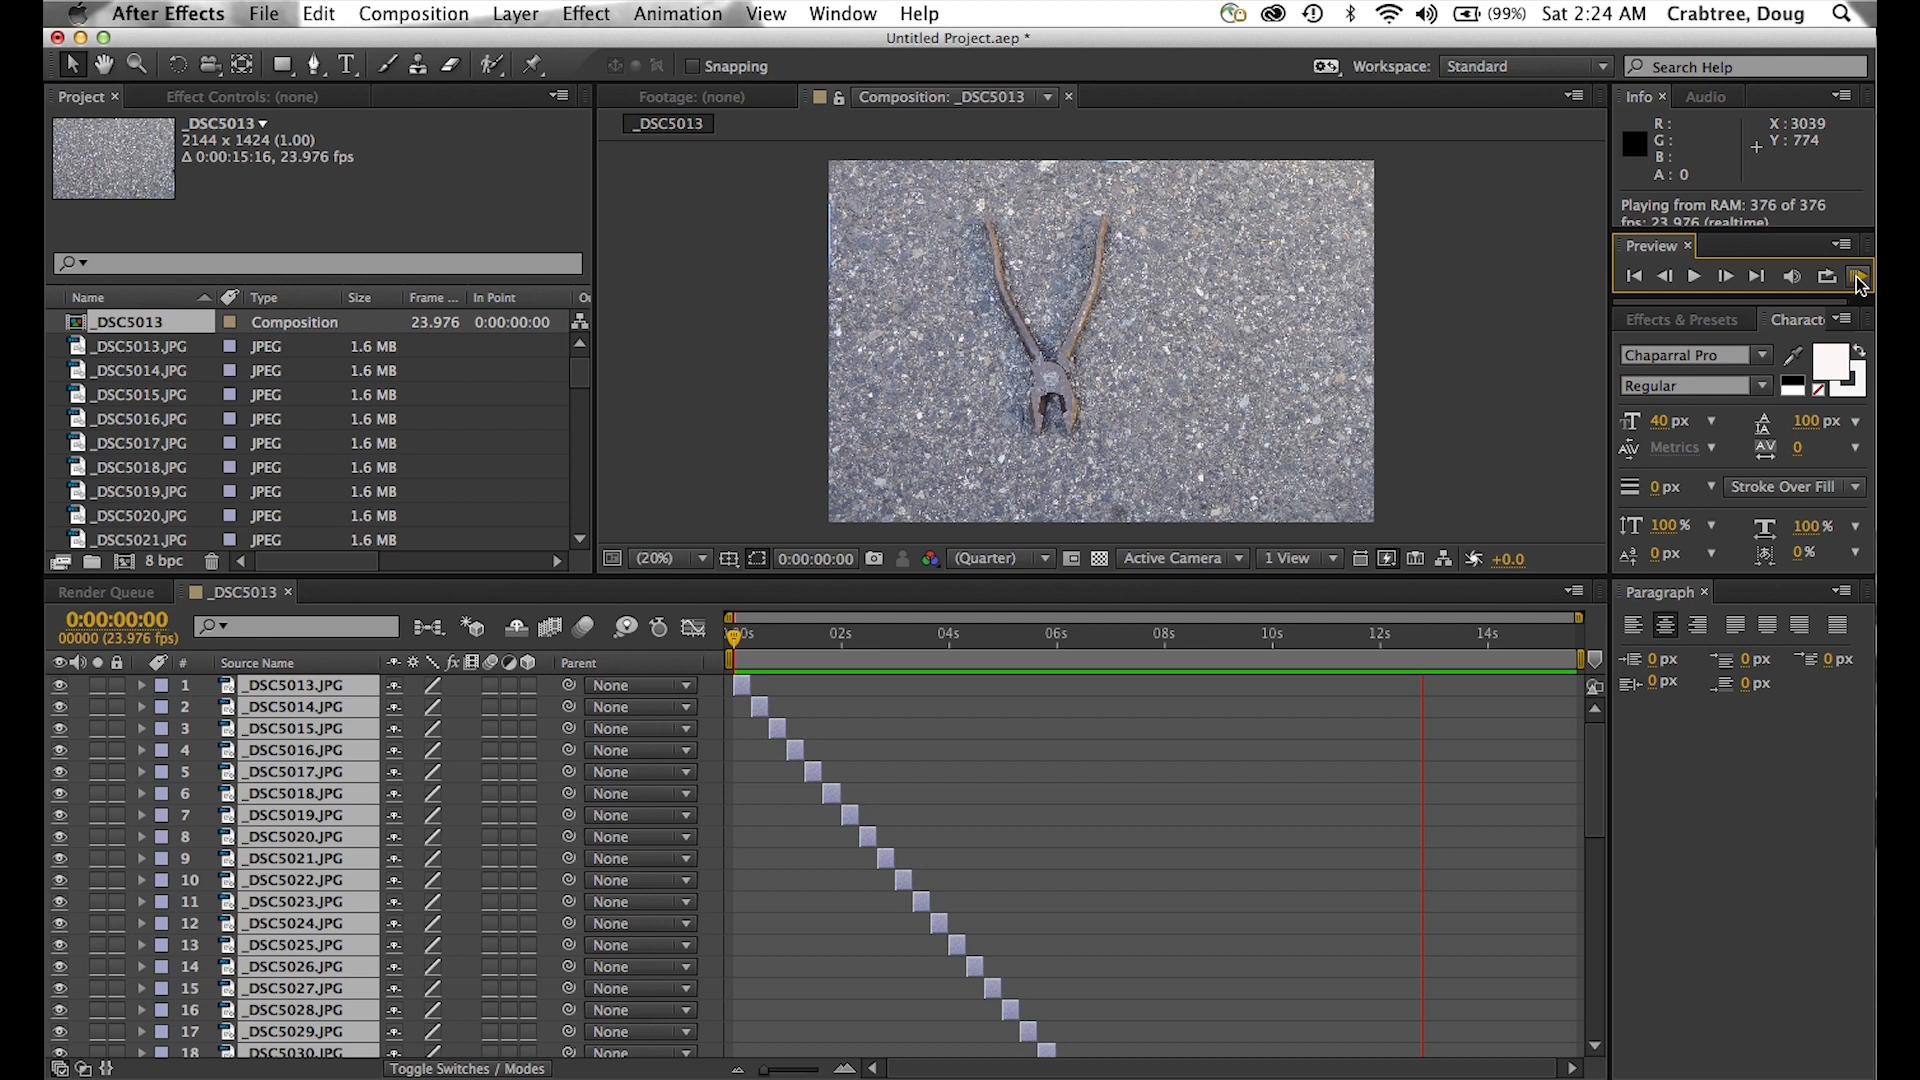 After Effects File Edit Composition Layer Effect Animation View Window Help (99%) Sat 2:24 AM Crabtree, Doug
Untitled Project.aep *
Snapping Workspace: Standard Search Help
Project Effect Controls: (none) Footage: (none) Composition: _DSC5013 Info Audio
_DSC5013
2144 x 1424 (1.00)
Δ 0:00:15:16, 23.976 fps
_DSC5013
R: X : 3039
G: Y : 774
B:
A : 0
Playing from RAM: 376 of 376
fps: 23.976 (realtime)
Preview
Name Type Size Frame ... In Point
_DSC5013 Composition 23.976 0:00:00:00
_DSC5013.JPG JPEG 1.6 MB
_DSC5014.JPG JPEG 1.6 MB
_DSC5015.JPG JPEG 1.6 MB
_DSC5016.JPG JPEG 1.6 MB
_DSC5017.JPG JPEG 1.6 MB
_DSC5018.JPG JPEG 1.6 MB
_DSC5019.JPG JPEG 1.6 MB
_DSC5020.JPG JPEG 1.6 MB
_DSC5021.JPG JPEG 1.6 MB
8 bpc
(20%) 0:00:00:00 (Quarter) Active Camera 1 View +0.0
Effects & Presets Charact
Chaparral Pro
Regular
40 px 100 px
Metrics 0
0 px Stroke Over Fill
100 % 100 %
0 px 0 %
Render Queue _DSC5013
0:00:00:00
00000 (23.976 fps)
02s 04s 06s 08s 10s 12s 14s
# Source Name fx Parent
1 _DSC5013.JPG None
2 _DSC5014.JPG None
3 _DSC5015.JPG None
4 _DSC5016.JPG None
5 _DSC5017.JPG None
6 _DSC5018.JPG None
7 _DSC5019.JPG None
8 _DSC5020.JPG None
9 _DSC5021.JPG None
10 _DSC5022.JPG None
11 _DSC5023.JPG None
12 _DSC5024.JPG None
13 _DSC5025.JPG None
14 _DSC5026.JPG None
15 _DSC5027.JPG None
16 _DSC5028.JPG None
17 _DSC5029.JPG None
18 _DSC5030.JPG None
Toggle Switches / Modes
Paragraph
0 px 0 px 0 px
0 px 0 px